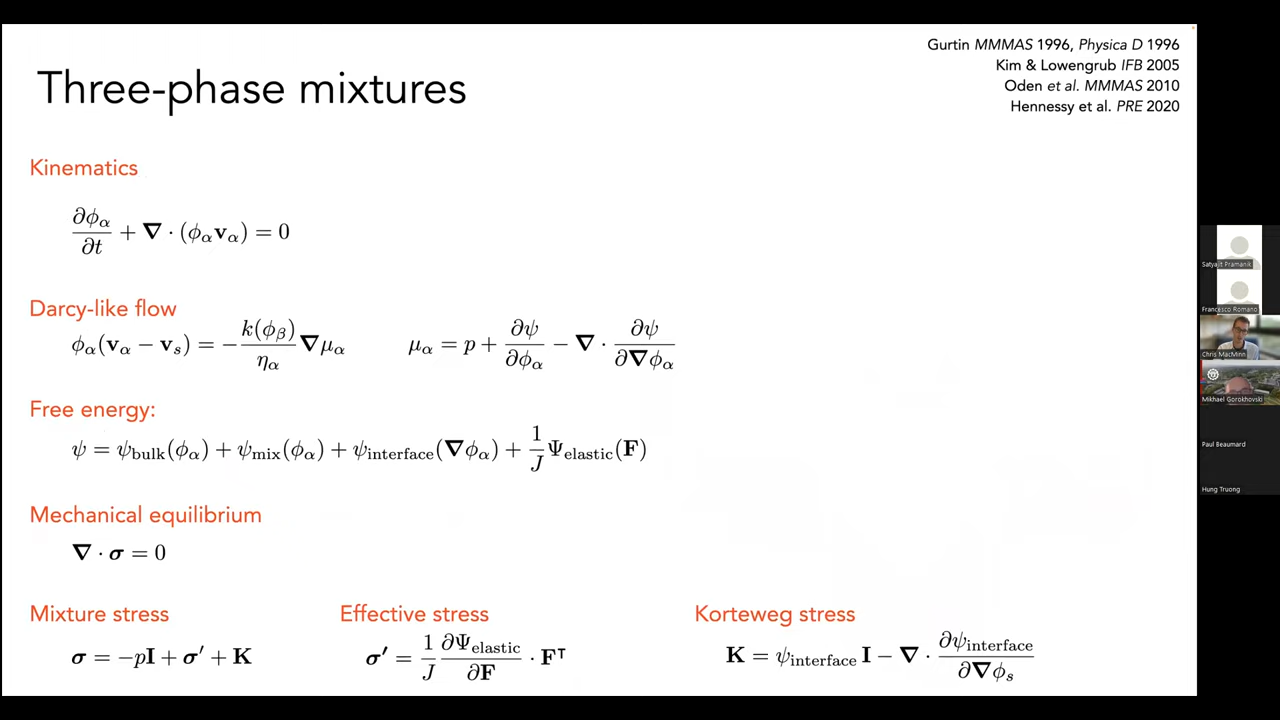 Gurtin MMMAS 1996, Physica D 1996
Kim & Lowengrub IFB 2005
Oden et al. MMMAS 2010
Hennessy et al. PRE 2020
Three-phase mixtures
Kinematics
∂ϕ_α/∂t + ∇ · (ϕ_α v_α) = 0
Darcy-like flow
ϕ_α(v_α − v_s) = − k(ϕ_β)/η_α ∇μ_α    μ_α = p + ∂ψ/∂ϕ_α − ∇ · ∂ψ/∂∇ϕ_α
Free energy:
ψ = ψ_bulk(ϕ_α) + ψ_mix(ϕ_α) + ψ_interface(∇ϕ_α) + 1/J Ψ_elastic(F)
Mechanical equilibrium
∇ · σ = 0
Mixture stress    Effective stress    Korteweg stress
σ = −pI + σ′ + K    σ′ = 1/J ∂Ψ_elastic/∂F · F^T    K = ψ_interface I − ∇ · ∂ψ_interface/∂∇ϕ_s
Satyajit Pramanik
Francesco Romano
Chris MacMinn
Mikhael Gorokhovski
Paul Beaumard
Hung Truong